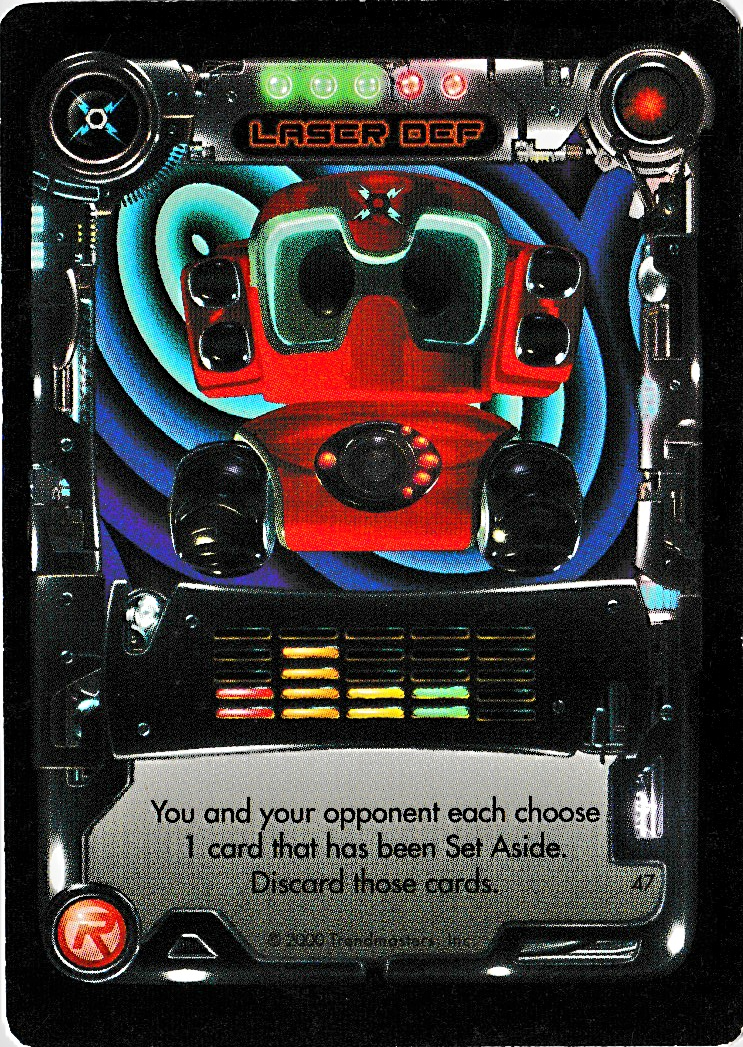 LASER DEF
You and your opponent each choose
1 card that has been Set Aside.
Discard those cards.
47
R
© 2000 Trendmasters, Inc.